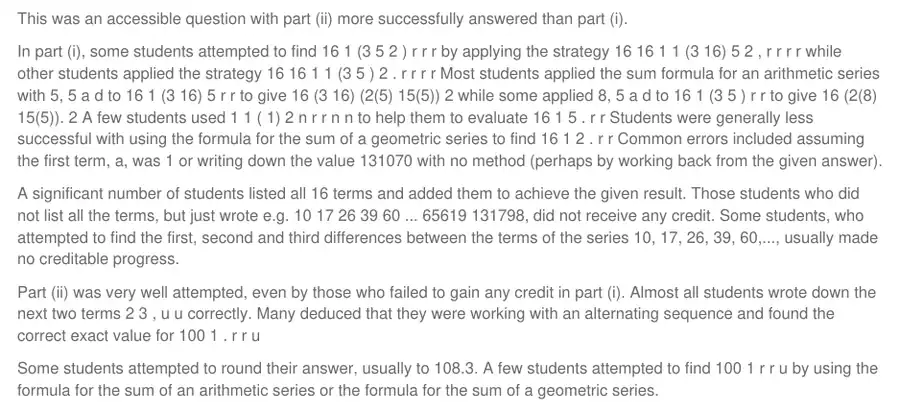 This was an accessible question with part (ii) more successfully answered than part (i).
In part (i), some students attempted to find 16 1 (3 5 2 ) r r r by applying the strategy 16 16 1 1 (3 16) 5 2 , r r r r while
other students applied the strategy 16 16 1 1 (3 5 ) 2 . r r r r Most students applied the sum formula for an arithmetic series
with 5, 5 a d to 16 1 (3 16) 5 r r to give 16 (3 16) (2(5) 15(5)) 2 while some applied 8, 5 a d to 16 1 (3 5 ) r r to give 16 (2(8)
15(5)). 2 A few students used 1 1 ( 1) 2 n r r n n to help them to evaluate 16 1 5 . r r Students were generally less
successful with using the formula for the sum of a geometric series to find 16 1 2 . r r Common errors included assuming
the first term, a, was 1 or writing down the value 131070 with no method (perhaps by working back from the given answer).
A significant number of students listed all 16 terms and added them to achieve the given result. Those students who did
not list all the terms, but just wrote e.g. 10 17 26 39 60 ... 65619 131798, did not receive any credit. Some students, who
attempted to find the first, second and third differences between the terms of the series 10, 17, 26, 39, 60,..., usually made
no creditable progress.
Part (ii) was very well attempted, even by those who failed to gain any credit in part (i). Almost all students wrote down the
next two terms 2 3 , u u correctly. Many deduced that they were working with an alternating sequence and found the
correct exact value for 100 1 . r r u
Some students attempted to round their answer, usually to 108.3. A few students attempted to find 100 1 r r u by using the
formula for the sum of an arithmetic series or the formula for the sum of a geometric series.